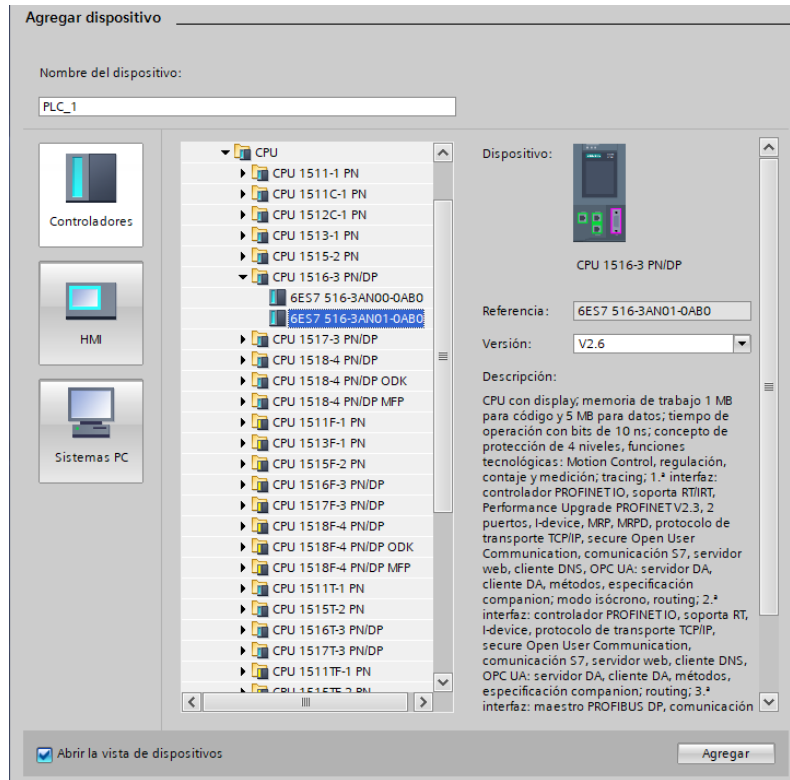 Agregar dispositivo
Nombre del dispositivo:
PLC_1
Controladores
HMI
Sistemas PC
CPU
CPU 1511-1 PN
CPU 1511C-1 PN
CPU 1512C-1 PN
CPU 1513-1 PN
CPU 1515-2 PN
CPU 1516-3 PN/DP
6ES7 516-3AN00-0AB0
6ES7 516-3AN01-0AB0
CPU 1517-3 PN/DP
CPU 1518-4 PN/DP
CPU 1518-4 PN/DP ODK
CPU 1518-4 PN/DP MFP
CPU 1511F-1 PN
CPU 1513F-1 PN
CPU 1515F-2 PN
CPU 1516F-3 PN/DP
CPU 1517F-3 PN/DP
CPU 1518F-4 PN/DP
CPU 1518F-4 PN/DP ODK
CPU 1518F-4 PN/DP MFP
CPU 1511T-1 PN
CPU 1515T-2 PN
CPU 1516T-3 PN/DP
CPU 1517T-3 PN/DP
CPU 1511TF-1 PN
CPU 1515TF-2 PN
Dispositivo:
CPU 1516-3 PN/DP
Referencia: 6ES7 516-3AN01-0AB0
Versión: V2.6
Descripción:
CPU con display; memoria de trabajo 1 MB
para código y 5 MB para datos; tiempo de
operación con bits de 10 ns; concepto de
protección de 4 niveles, funciones
tecnológicas: Motion Control, regulación,
contaje y medición; tracing; 1.ª interfaz:
controlador PROFINET IO, soporta RT/IRT,
Performance Upgrade PROFINET V2.3, 2
puertos, I-device, MRP, MRPD, protocolo de
transporte TCP/IP, secure Open User
Communication, comunicación S7, servidor
web, cliente DNS, OPC UA: servidor DA,
cliente DA, métodos, especificación
companion; modo isócrono, routing; 2.ª
interfaz: controlador PROFINET IO, soporta RT,
I-device, protocolo de transporte TCP/IP,
secure Open User Communication,
comunicación S7, servidor web, cliente DNS,
OPC UA: servidor DA, cliente DA, métodos,
especificación companion; routing; 3.ª
interfaz: maestro PROFIBUS DP, comunicación
Abrir la vista de dispositivos
Agregar